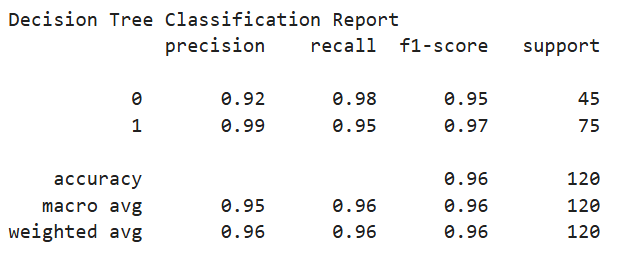 Decision Tree Classification Report
precision recall f1-score support
0 0.92 0.98 0.95 45
1 0.99 0.95 0.97 75
accuracy 0.96 120
macro avg 0.95 0.96 0.96 120
weighted avg 0.96 0.96 0.96 120